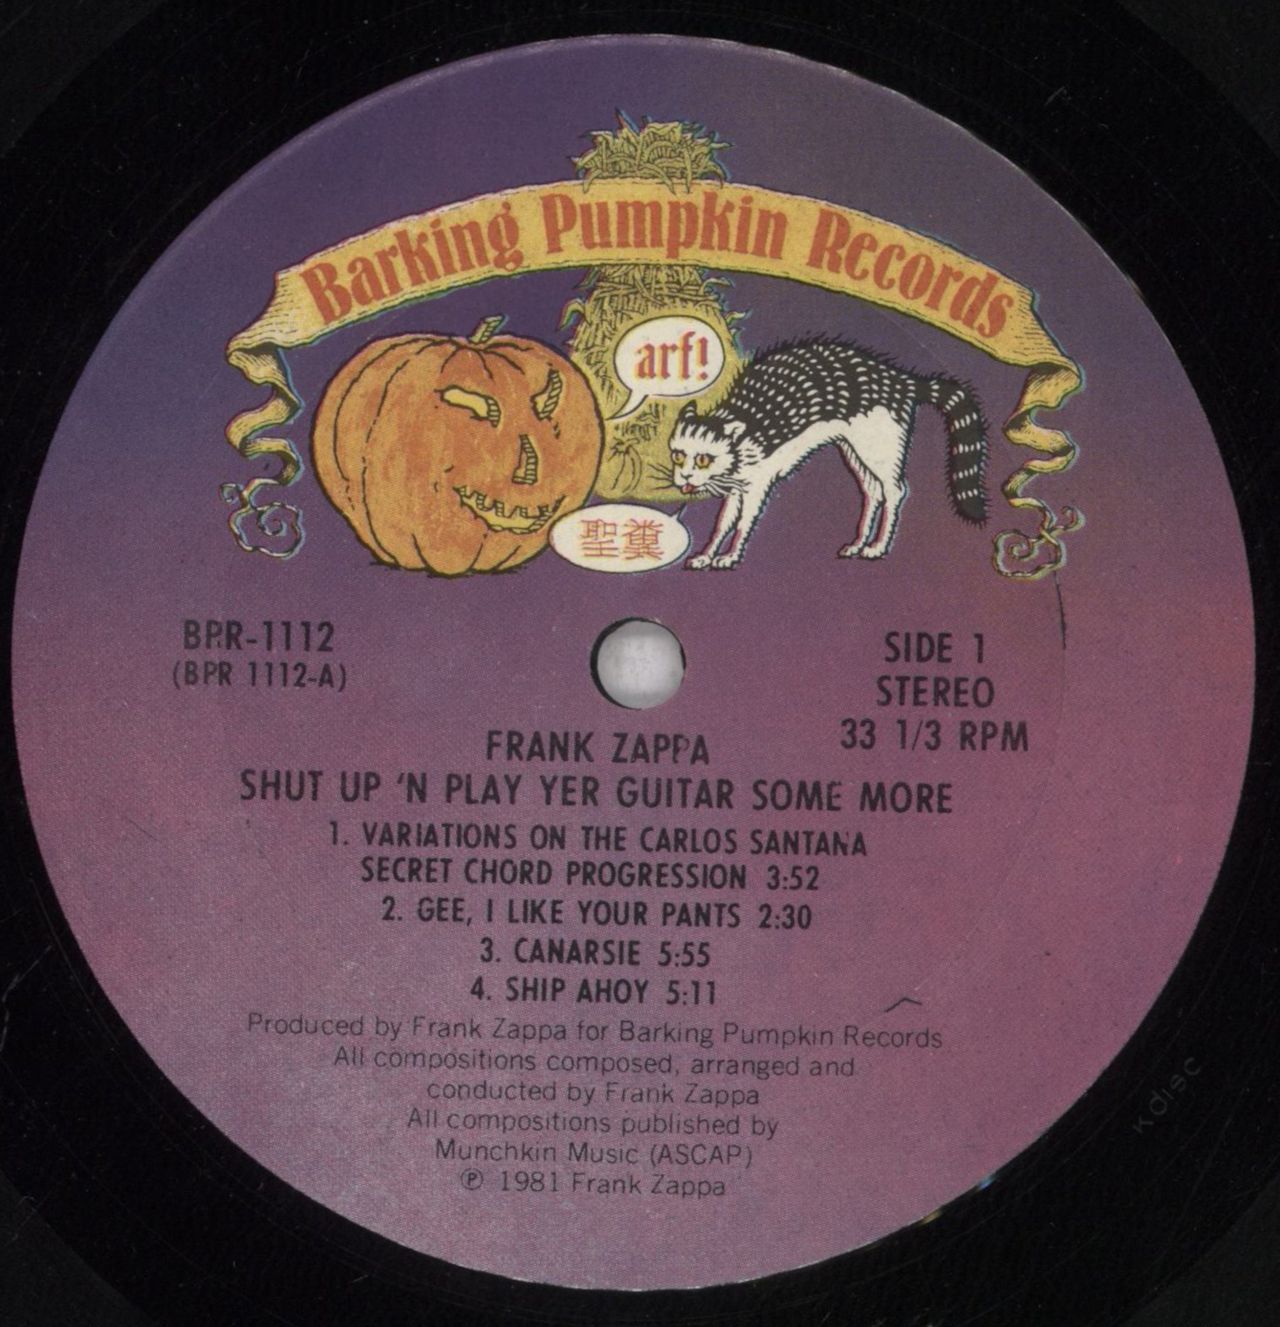 Barking Pumpkin Records
arf!
聖糞
BPR-1112
(BPR 1112-A)
SIDE 1
STEREO
33 1/3 RPM
FRANK ZAPPA
SHUT UP 'N PLAY YER GUITAR SOME MORE
1. VARIATIONS ON THE CARLOS SANTANA
SECRET CHORD PROGRESSION 3:52
2. GEE, I LIKE YOUR PANTS 2:30
3. CANARSIE 5:55
4. SHIP AHOY 5:11
Produced by Frank Zappa for Barking Pumpkin Records
All compositions composed, arranged and
conducted by Frank Zappa
All compositions published by
Munchkin Music (ASCAP)
℗ 1981 Frank Zappa
Kdisc